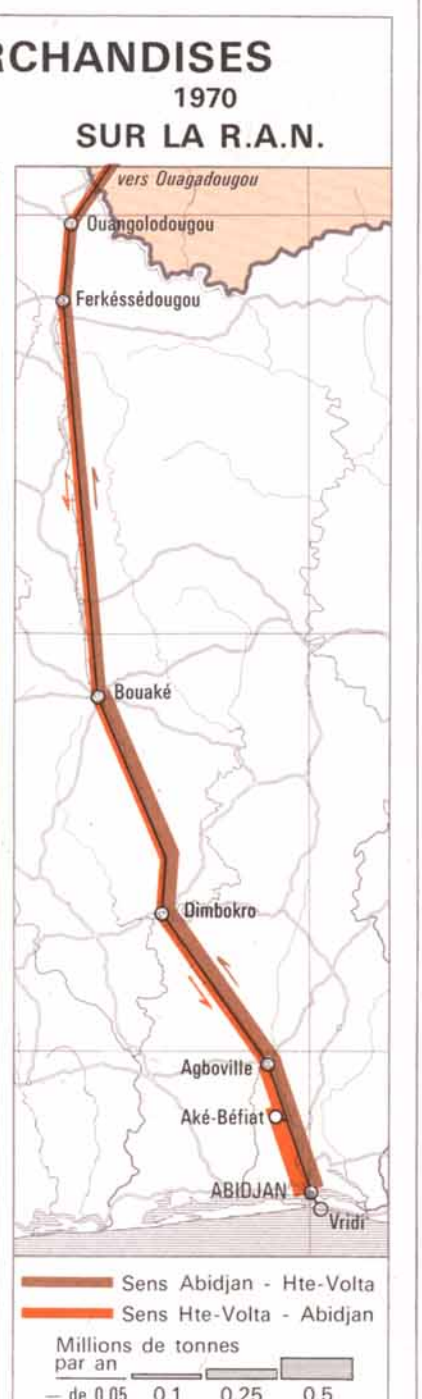 RCHANDISES
1970
SUR LA R.A.N.
vers Ouagadougou
Ouangolodougou
Ferkéssédougou
Bouaké
Dimbokro
Agboville
Aké-Béfiat
ABIDJAN
Vridi
Sens Abidjan - Hte-Volta
Sens Hte-Volta - Abidjan
Millions de tonnes
par an
— de 0.05 0.1 0.25 0.5